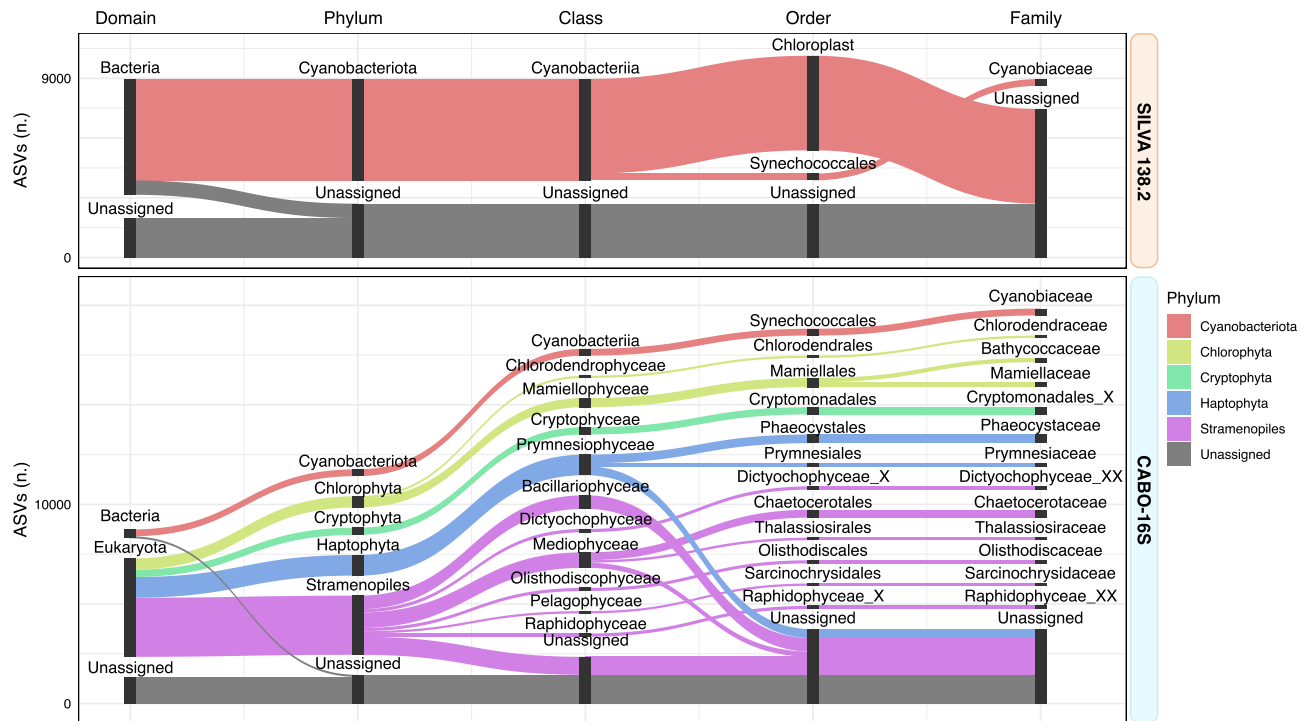 Domain Phylum Class Order Family
Chloroplast
Bacteria Cyanobacteriota Cyanobacteriia Cyanobiaceae
9000
Unassigned
Synechococcales
Unassigned Unassigned Unassigned
Unassigned
0
ASVs (n.)
SILVA 138.2
Cyanobiaceae
Synechococcales Chlorodendraceae
Cyanobacteriia Chlorodendrales Bathycoccaceae
Chlorodendrophyceae Mamiellales Mamiellaceae
Mamiellophyceae Cryptomonadales Cryptomonadales_X
Cryptophyceae Phaeocystales Phaeocystaceae
Prymnesiophyceae Prymnesiales Prymnesiaceae
Cyanobacteriota Dictyochophyceae_X Dictyochophyceae_XX
Chlorophyta Bacillariophyceae Chaetocerotales Chaetocerotaceae
10000
Bacteria Cryptophyta Dictyochophyceae Thalassiosirales Thalassiosiraceae
Eukaryota Haptophyta Mediophyceae Olisthodiscales Olisthodiscaceae
Stramenopiles Olisthodiscophyceae Sarcinochrysidales Sarcinochrysidaceae
Pelagophyceae Raphidophyceae_X Raphidophyceae_XX
Raphidophyceae Unassigned Unassigned
Unassigned
Unassigned Unassigned
0
ASVs (n.)
CABO-16S
Phylum
Cyanobacteriota
Chlorophyta
Cryptophyta
Haptophyta
Stramenopiles
Unassigned